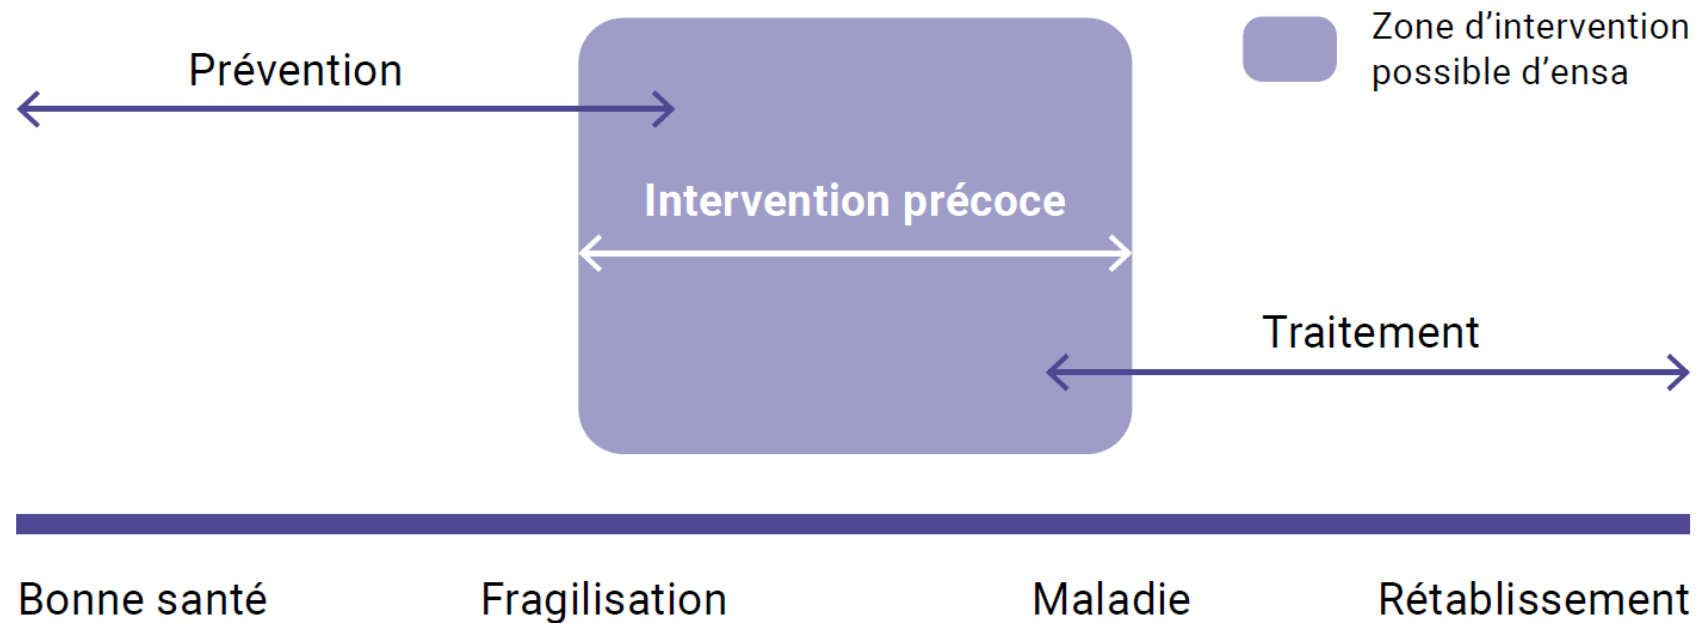 Prévention
Zone d’intervention
possible d’ensa
Intervention précoce
Traitement
Bonne santé
Fragilisation
Maladie
Rétablissement